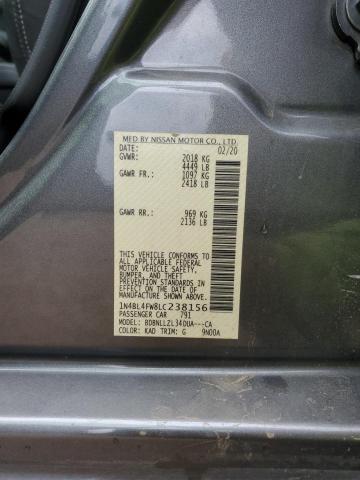 MFD BY NISSAN MOTOR CO., LTD.
DATE: 02/20
GVWR: 2018 KG
4449 LB
GAWR FR.: 1097 KG
2418 LB
GAWR RR.: 969 KG
2136 LB
THIS VEHICLE CONFORMS TO
ALL APPLICABLE U.S. FEDERAL
MOTOR VEHICLE SAFETY,
BUMPER, AND THEFT
PREVENTION STANDARDS IN
EFFECT ON THE DATE OF
MANUFACTURE SHOWN ABOVE.
1N4BL4FW8LC238156
PASSENGER CAR 791
MODEL: BDBNLLZL34DUA---CA
COLOR: KAD TRIM: G 9N00A